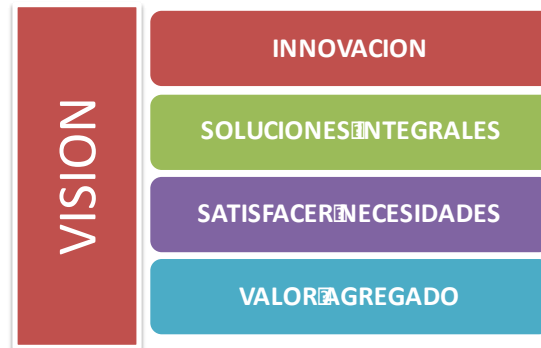 VISION
INNOVACION
SOLUCIONES INTEGRALES
SATISFACER NECESIDADES
VALOR AGREGADO